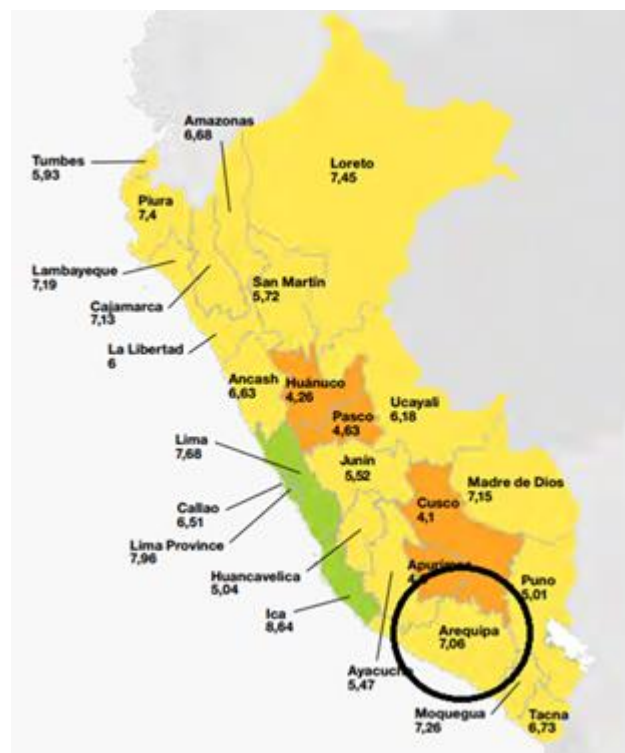 Amazonas
6,68
Tumbes
5,93
Loreto
7,45
Piura
7,4
Lambayeque
7,19
San Martín
5,72
Cajamarca
7,13
La Libertad
6
Ancash
6,63
Huánuco
4,26
Ucayali
6,18
Pasco
4,63
Lima
7,68
Junín
5,52
Madre de Dios
7,15
Cusco
4,1
Callao
6,51
Lima Province
7,96
Huancavelica
5,04
Puno
5,01
Ica
8,64
Arequipa
7,06
Ayacucho
5,47
Moquegua
7,26
Tacna
6,73